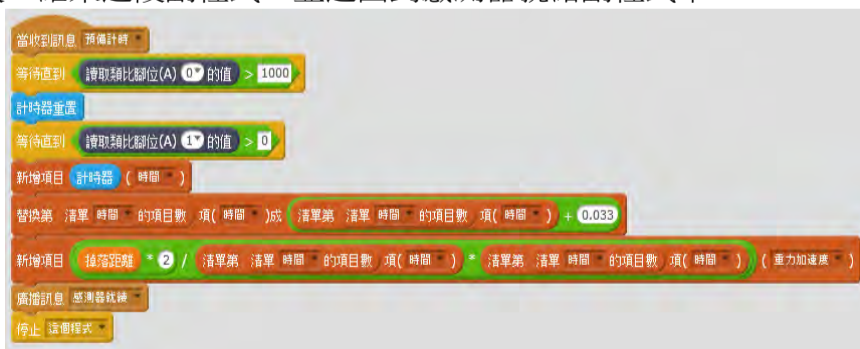 當收到訊息 預備計時
等待直到 讀取類比腳位(A) 0 的值 > 1000
計時器重置
等待直到 讀取類比腳位(A) 1 的值 > 0
新增項目 計時器 ( 時間 )
替換第 清單 時間 的項目數 項( 時間 )成 清單第 清單 時間 的項目數 項( 時間 ) + 0.033
新增項目 掉落距離 * 2 / 清單第 清單 時間 的項目數 項( 時間 ) * 清單第 清單 時間 的項目數 項( 時間 ) ( 重力加速度 )
廣播訊息 感測器就緒
停止 這個程式